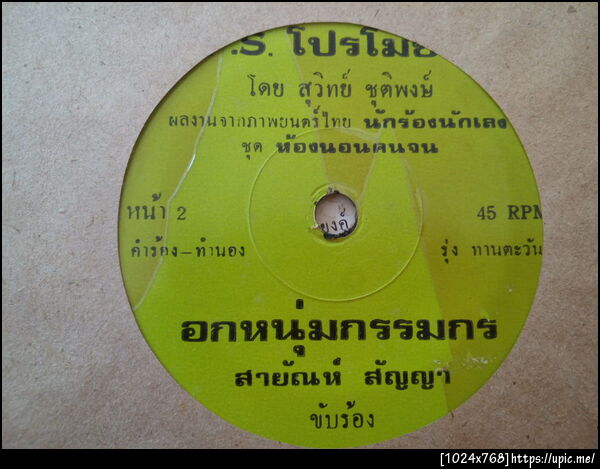 .S. โปรโมช
โดย สุวิทย์ ชุติพงษ์
ผลงานจากภาพยนตร์ไทย นักร้องนักเลง
ชุด ห้องนอนคนจน
ยงค์
หน้า 2
45 RPM
คำร้อง-ทำนอง
รุ่ง ทานตะวัน
อกหนุ่มกรรมกร
สายัณห์ สัญญา
ขับร้อง
[1024x768]https://upic.me/